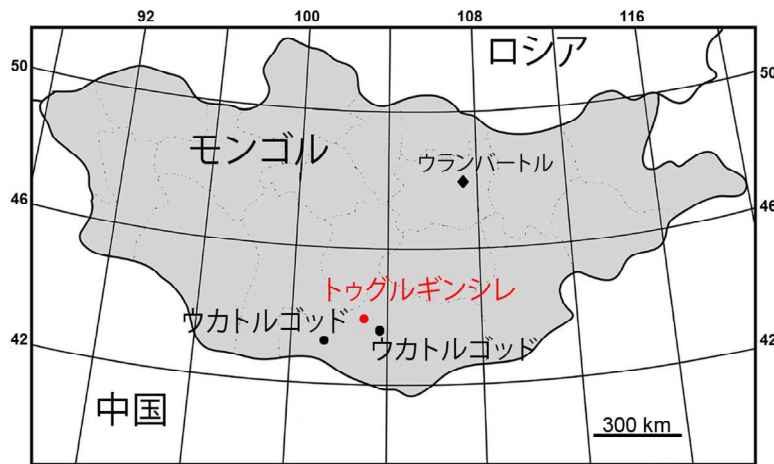 92 100 108 116
ロシア
50 50
モンゴル
ウランバートル
46 46
トゥグルギンシレ
ウカトルゴッド
ウカトルゴッド
42 42
中国
300 km